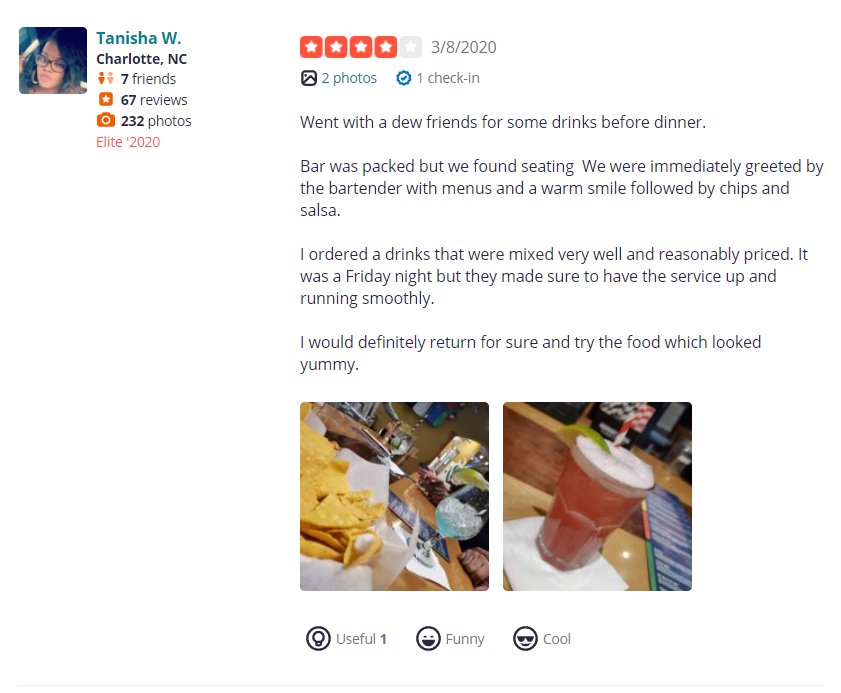 Tanisha W.
Charlotte, NC
7 friends
67 reviews
232 photos
Elite '2020
3/8/2020
2 photos
1 check-in
Went with a dew friends for some drinks before dinner.
Bar was packed but we found seating  We were immediately greeted by
the bartender with menus and a warm smile followed by chips and
salsa.
I ordered a drinks that were mixed very well and reasonably priced. It
was a Friday night but they made sure to have the service up and
running smoothly.
I would definitely return for sure and try the food which looked
yummy.
Useful 1
Funny
Cool